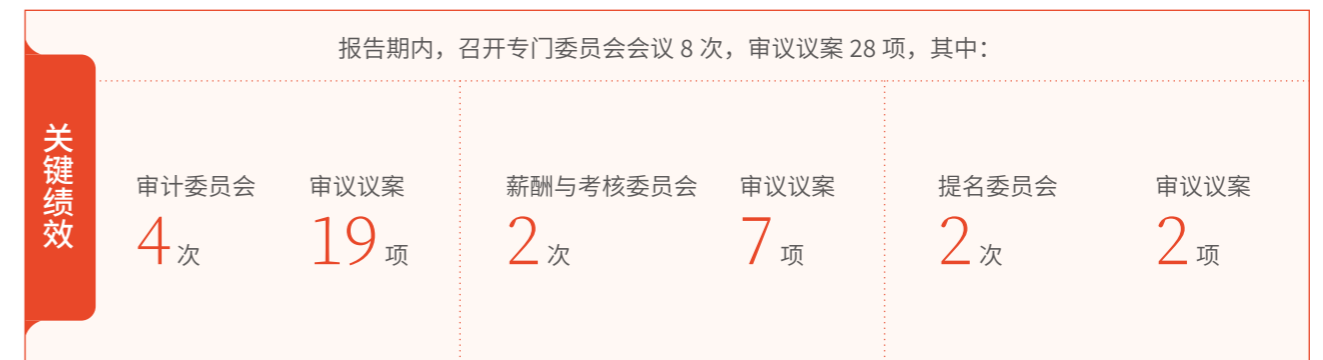 报告期内，召开专门委员会会议 8 次，审议议案 28 项，其中：
关键绩效
审计委员会 审议议案
4 次 19 项
薪酬与考核委员会 审议议案
2 次 7 项
提名委员会 审议议案
2 次 2 项